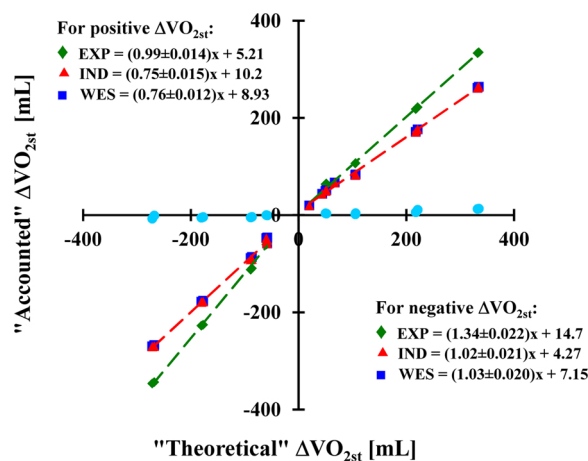 For positive ΔVO2st:
EXP = (0.99±0.014)x + 5.21
IND = (0.75±0.015)x + 10.2
WES = (0.76±0.012)x + 8.93
400
200
0
-200
-400
-400
-200
0
200
400
"Accounted" ΔVO2st [mL]
For negative ΔVO2st:
EXP = (1.34±0.022)x + 14.7
IND = (1.02±0.021)x + 4.27
WES = (1.03±0.020)x + 7.15
"Theoretical" ΔVO2st [mL]